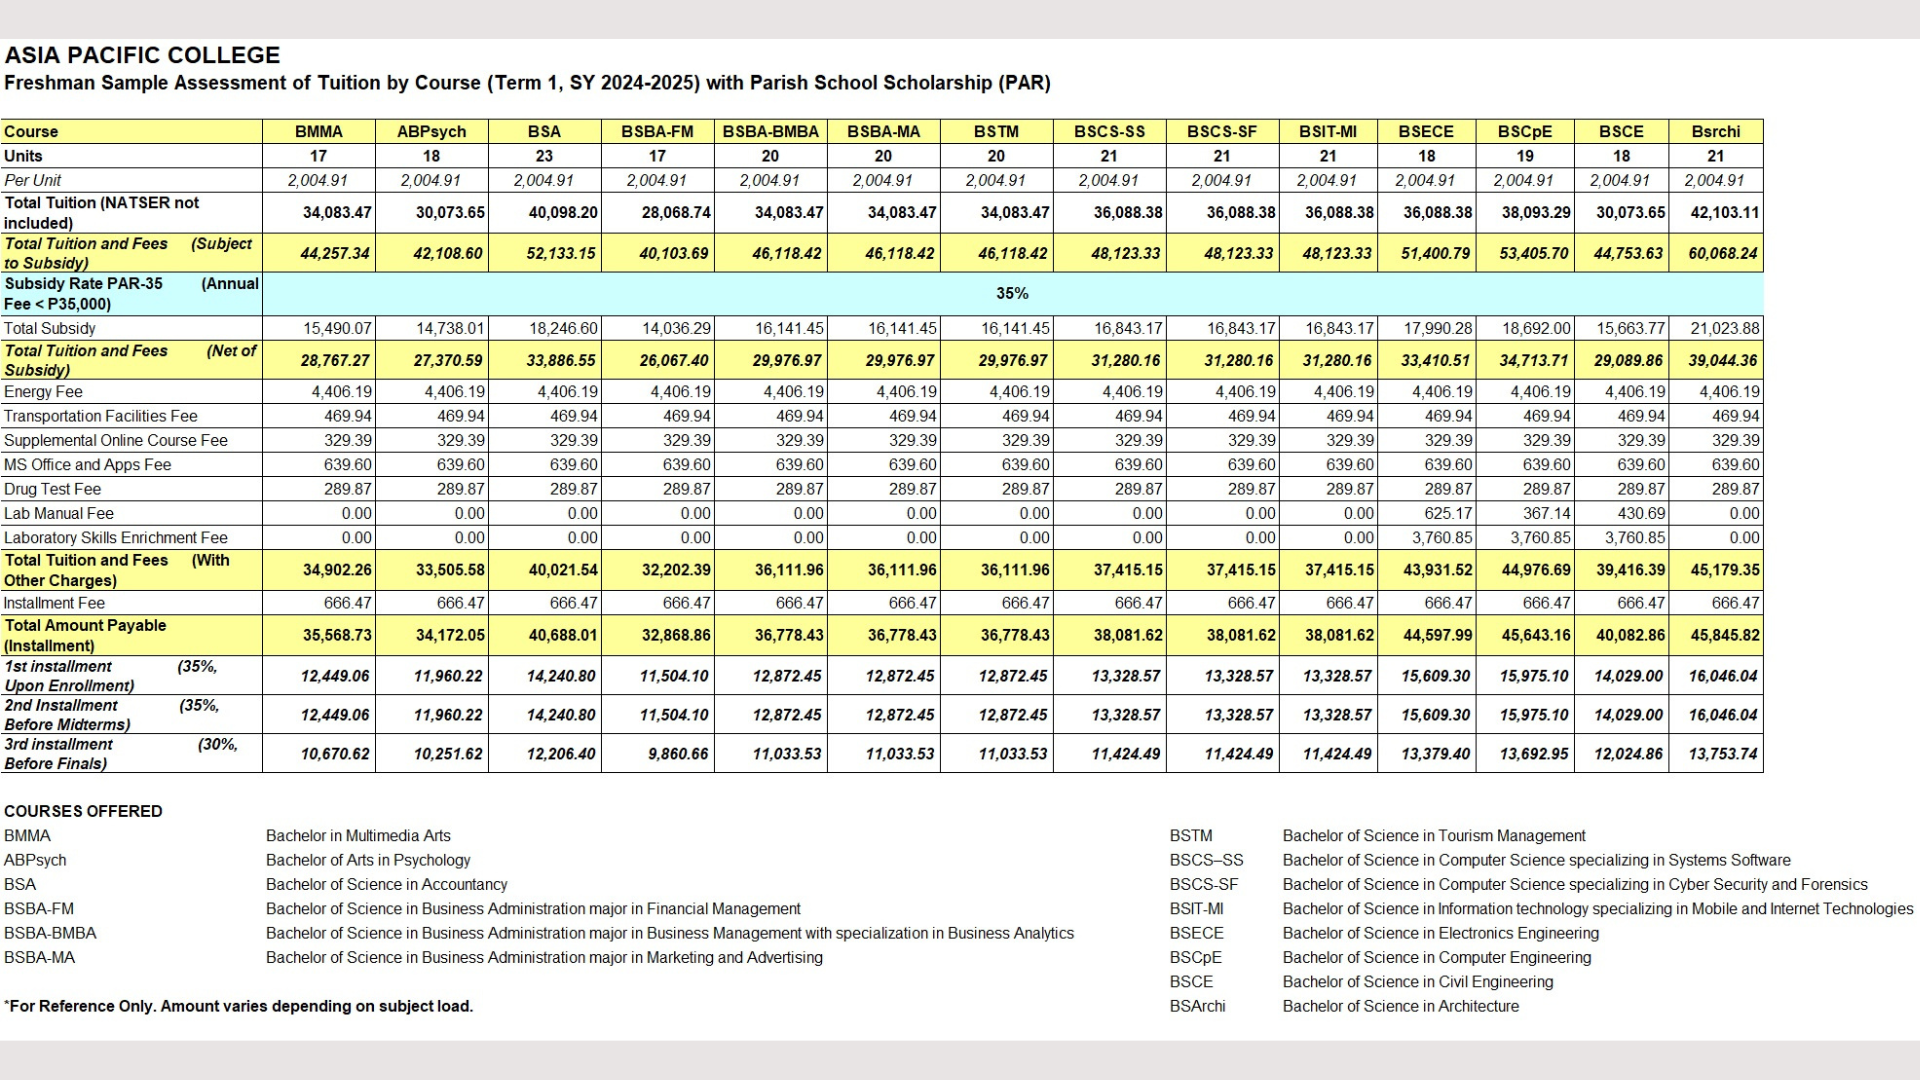 ASIA PACIFIC COLLEGE
Freshman Sample Assessment of Tuition by Course (Term 1, SY 2024-2025) with Parish School Scholarship (PAR)
Course BMMA ABPsych BSA BSBA-FM BSBA-BMBA BSBA-MA BSTM BSCS-SS BSCS-SF BSIT-MI BSECE BSCpE BSCE Bsrchi
Units 17 18 23 17 20 20 20 21 21 21 18 19 18 21
Per Unit 2,004.91 2,004.91 2,004.91 2,004.91 2,004.91 2,004.91 2,004.91 2,004.91 2,004.91 2,004.91 2,004.91 2,004.91 2,004.91 2,004.91
Total Tuition (NATSER not
included) 34,083.47 30,073.65 40,098.20 28,068.74 34,083.47 34,083.47 34,083.47 36,088.38 36,088.38 36,088.38 36,088.38 38,093.29 30,073.65 42,103.11
Total Tuition and Fees (Subject
to Subsidy) 44,257.34 42,108.60 52,133.15 40,103.69 46,118.42 46,118.42 46,118.42 48,123.33 48,123.33 48,123.33 51,400.79 53,405.70 44,753.63 60,068.24
Subsidy Rate PAR-35 (Annual
Fee < P35,000) 35%
Total Subsidy 15,490.07 14,738.01 18,246.60 14,036.29 16,141.45 16,141.45 16,141.45 16,843.17 16,843.17 16,843.17 17,990.28 18,692.00 15,663.77 21,023.88
Total Tuition and Fees (Net of
Subsidy) 28,767.27 27,370.59 33,886.55 26,067.40 29,976.97 29,976.97 29,976.97 31,280.16 31,280.16 31,280.16 33,410.51 34,713.71 29,089.86 39,044.36
Energy Fee 4,406.19 4,406.19 4,406.19 4,406.19 4,406.19 4,406.19 4,406.19 4,406.19 4,406.19 4,406.19 4,406.19 4,406.19 4,406.19 4,406.19
Transportation Facilities Fee 469.94 469.94 469.94 469.94 469.94 469.94 469.94 469.94 469.94 469.94 469.94 469.94 469.94 469.94
Supplemental Online Course Fee 329.39 329.39 329.39 329.39 329.39 329.39 329.39 329.39 329.39 329.39 329.39 329.39 329.39 329.39
MS Office and Apps Fee 639.60 639.60 639.60 639.60 639.60 639.60 639.60 639.60 639.60 639.60 639.60 639.60 639.60 639.60
Drug Test Fee 289.87 289.87 289.87 289.87 289.87 289.87 289.87 289.87 289.87 289.87 289.87 289.87 289.87 289.87
Lab Manual Fee 0.00 0.00 0.00 0.00 0.00 0.00 0.00 0.00 0.00 0.00 625.17 367.14 430.69 0.00
Laboratory Skills Enrichment Fee 0.00 0.00 0.00 0.00 0.00 0.00 0.00 0.00 0.00 0.00 3,760.85 3,760.85 3,760.85 0.00
Total Tuition and Fees (With
Other Charges) 34,902.26 33,505.58 40,021.54 32,202.39 36,111.96 36,111.96 36,111.96 37,415.15 37,415.15 37,415.15 43,931.52 44,976.69 39,416.39 45,179.35
Installment Fee 666.47 666.47 666.47 666.47 666.47 666.47 666.47 666.47 666.47 666.47 666.47 666.47 666.47 666.47
Total Amount Payable
(Installment) 35,568.73 34,172.05 40,688.01 32,868.86 36,778.43 36,778.43 36,778.43 38,081.62 38,081.62 38,081.62 44,597.99 45,643.16 40,082.86 45,845.82
1st installment (35%,
Upon Enrollment) 12,449.06 11,960.22 14,240.80 11,504.10 12,872.45 12,872.45 12,872.45 13,328.57 13,328.57 13,328.57 15,609.30 15,975.10 14,029.00 16,046.04
2nd Installment (35%,
Before Midterms) 12,449.06 11,960.22 14,240.80 11,504.10 12,872.45 12,872.45 12,872.45 13,328.57 13,328.57 13,328.57 15,609.30 15,975.10 14,029.00 16,046.04
3rd installment (30%,
Before Finals) 10,670.62 10,251.62 12,206.40 9,860.66 11,033.53 11,033.53 11,033.53 11,424.49 11,424.49 11,424.49 13,379.40 13,692.95 12,024.86 13,753.74
COURSES OFFERED
BMMA Bachelor in Multimedia Arts
ABPsych Bachelor of Arts in Psychology
BSA Bachelor of Science in Accountancy
BSBA-FM Bachelor of Science in Business Administration major in Financial Management
BSBA-BMBA Bachelor of Science in Business Administration major in Business Management with specialization in Business Analytics
BSBA-MA Bachelor of Science in Business Administration major in Marketing and Advertising
*For Reference Only. Amount varies depending on subject load.
BSTM Bachelor of Science in Tourism Management
BSCS–SS Bachelor of Science in Computer Science specializing in Systems Software
BSCS-SF Bachelor of Science in Computer Science specializing in Cyber Security and Forensics
BSIT-MI Bachelor of Science in Information technology specializing in Mobile and Internet Technologies
BSECE Bachelor of Science in Electronics Engineering
BSCpE Bachelor of Science in Computer Engineering
BSCE Bachelor of Science in Civil Engineering
BSArchi Bachelor of Science in Architecture